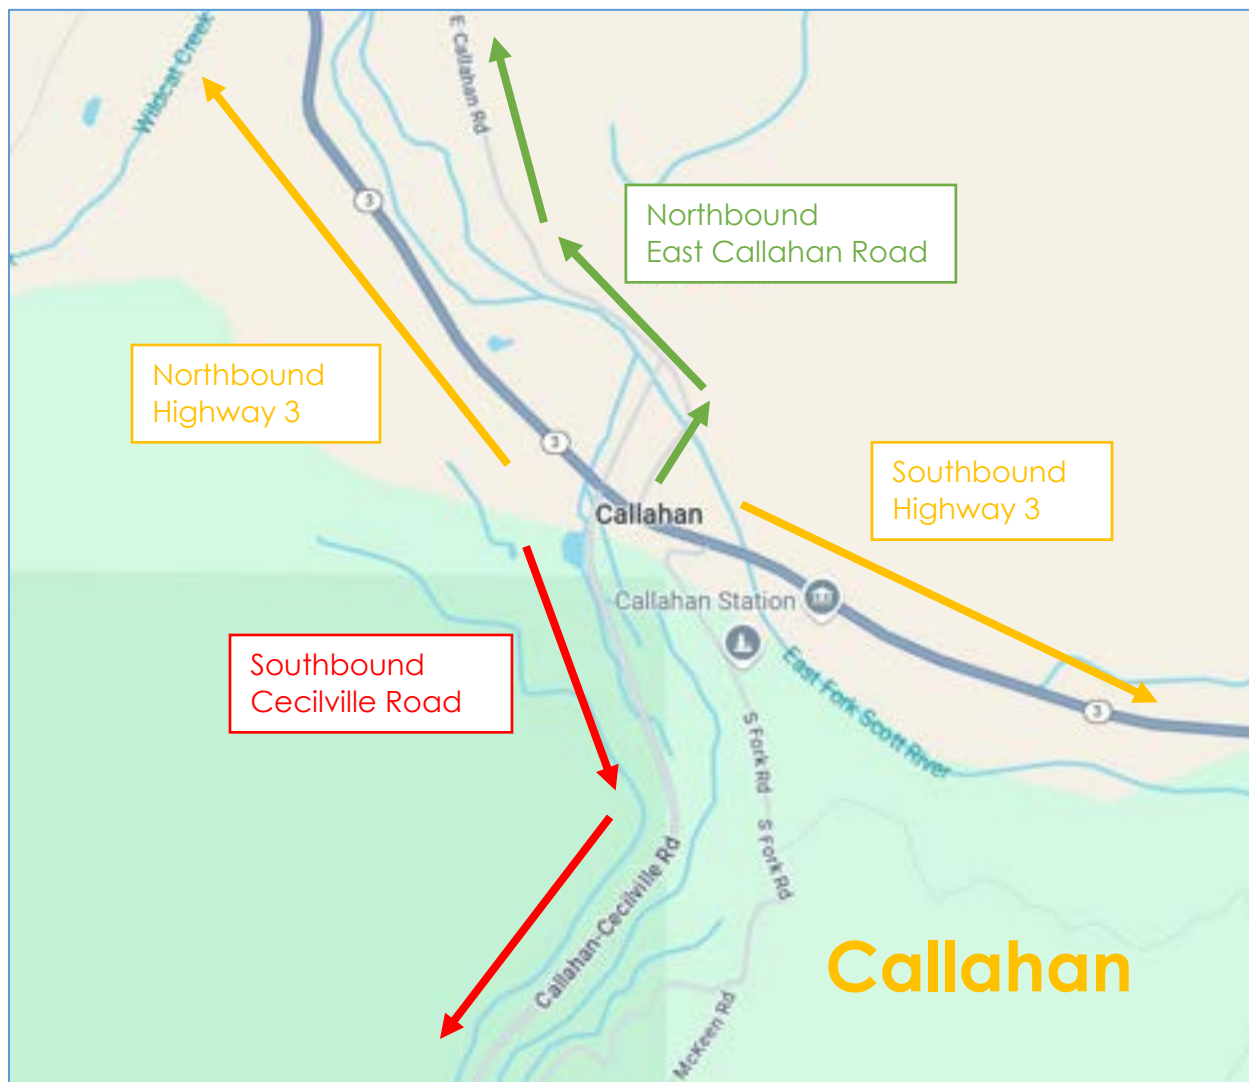 E Callahan Rd
Wildcat Creek
3
Northbound
East Callahan Road
Northbound
Highway 3
3
Southbound
Highway 3
Callahan
Callahan Station
Southbound
Cecilville Road
East Fork Scott River
3
S Fork Rd
S Fork Rd
Callahan-Cecilville Rd
Callahan
McKeen Rd